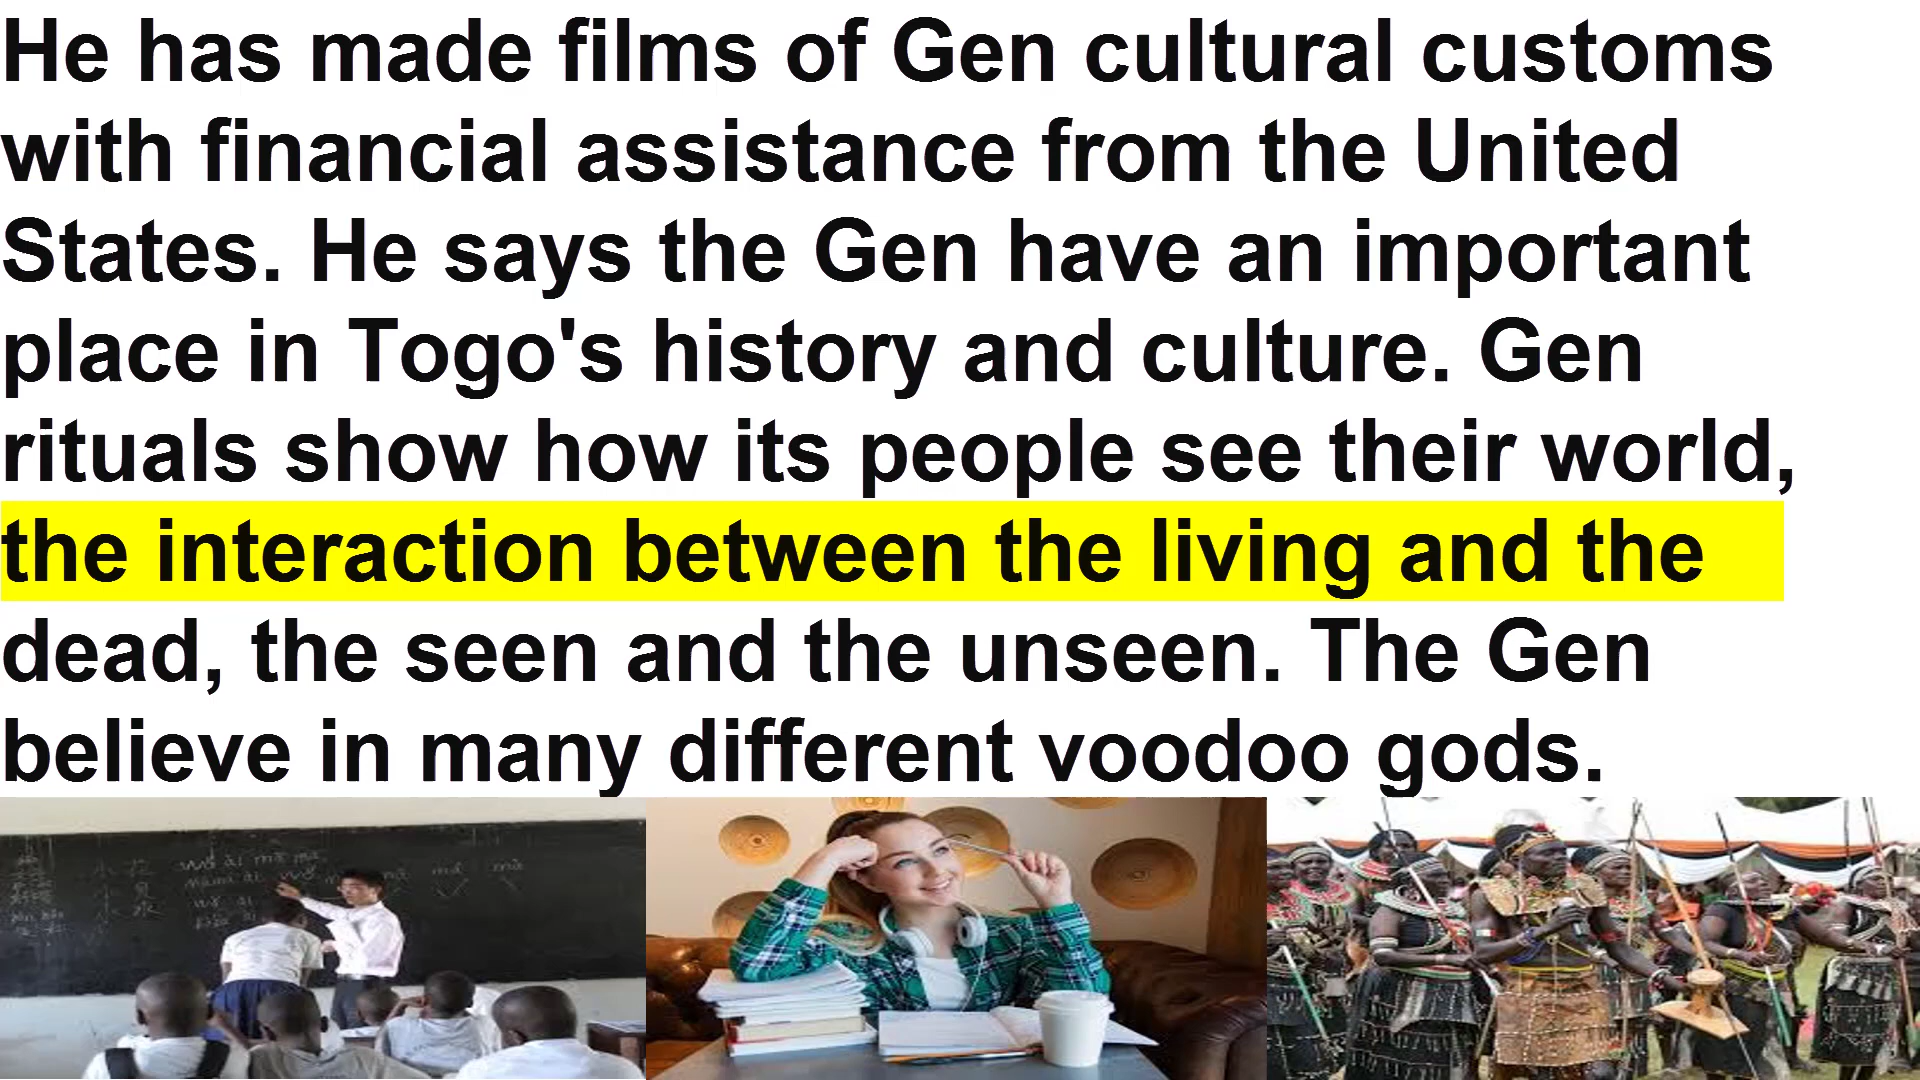 He has made films of Gen cultural customs
with financial assistance from the United
States. He says the Gen have an important
place in Togo's history and culture. Gen
rituals show how its people see their world,
the interaction between the living and the
dead, the seen and the unseen. The Gen
believe in many different voodoo gods.